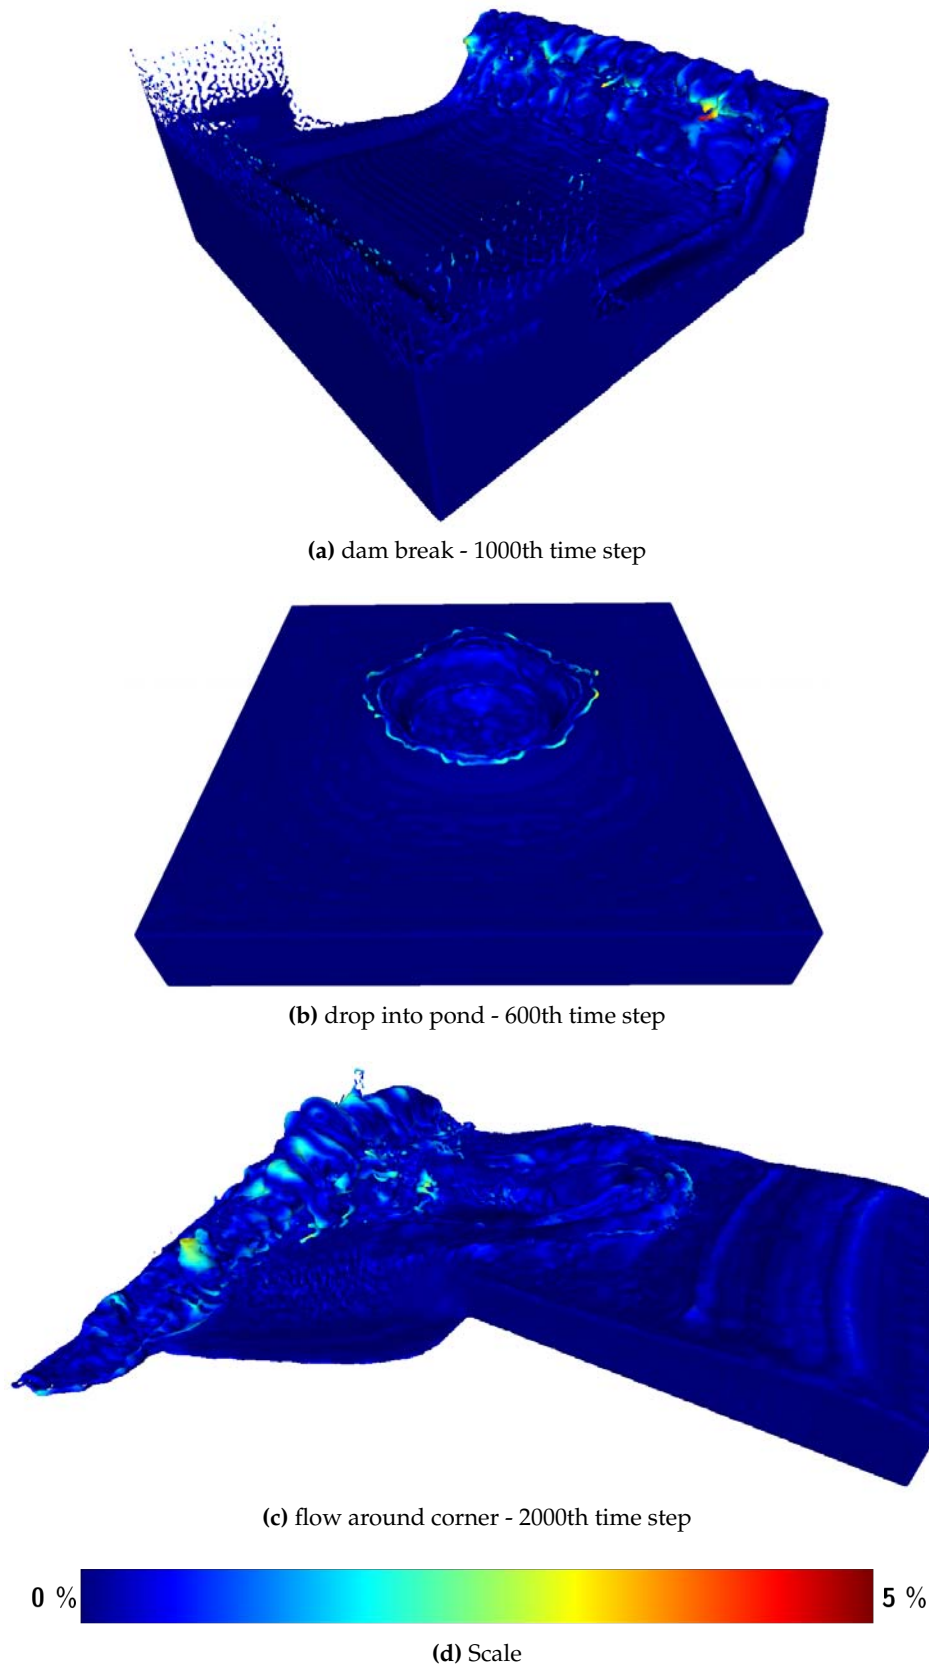 (a) dam break - 1000th time step
(b) drop into pond - 600th time step
(c) flow around corner - 2000th time step
0 % 5 %
(d) Scale